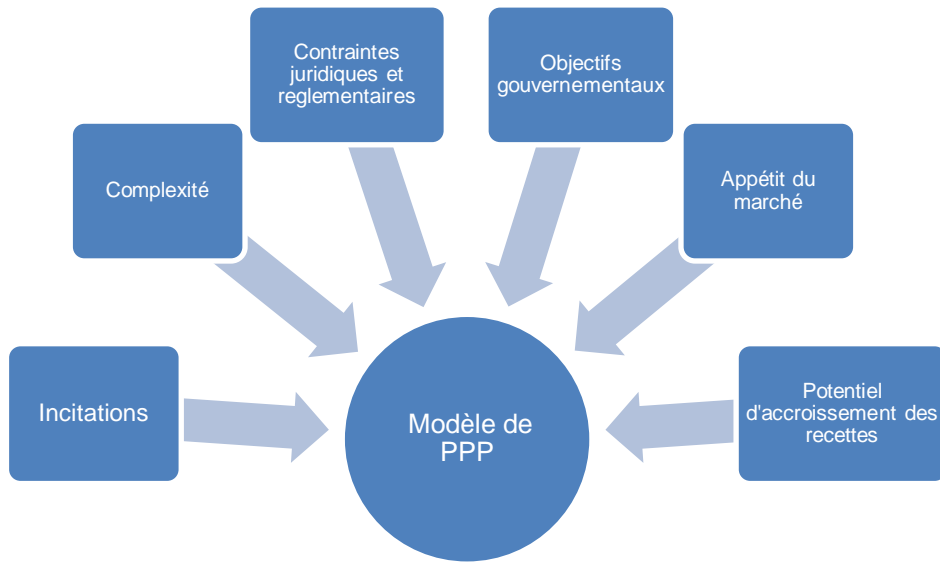 Contraintes
juridiques et
reglementaires
Objectifs
gouvernementaux
Complexité
Appétit du
marché
Incitations
Modèle de
PPP
Potentiel
d'accroissement des
recettes